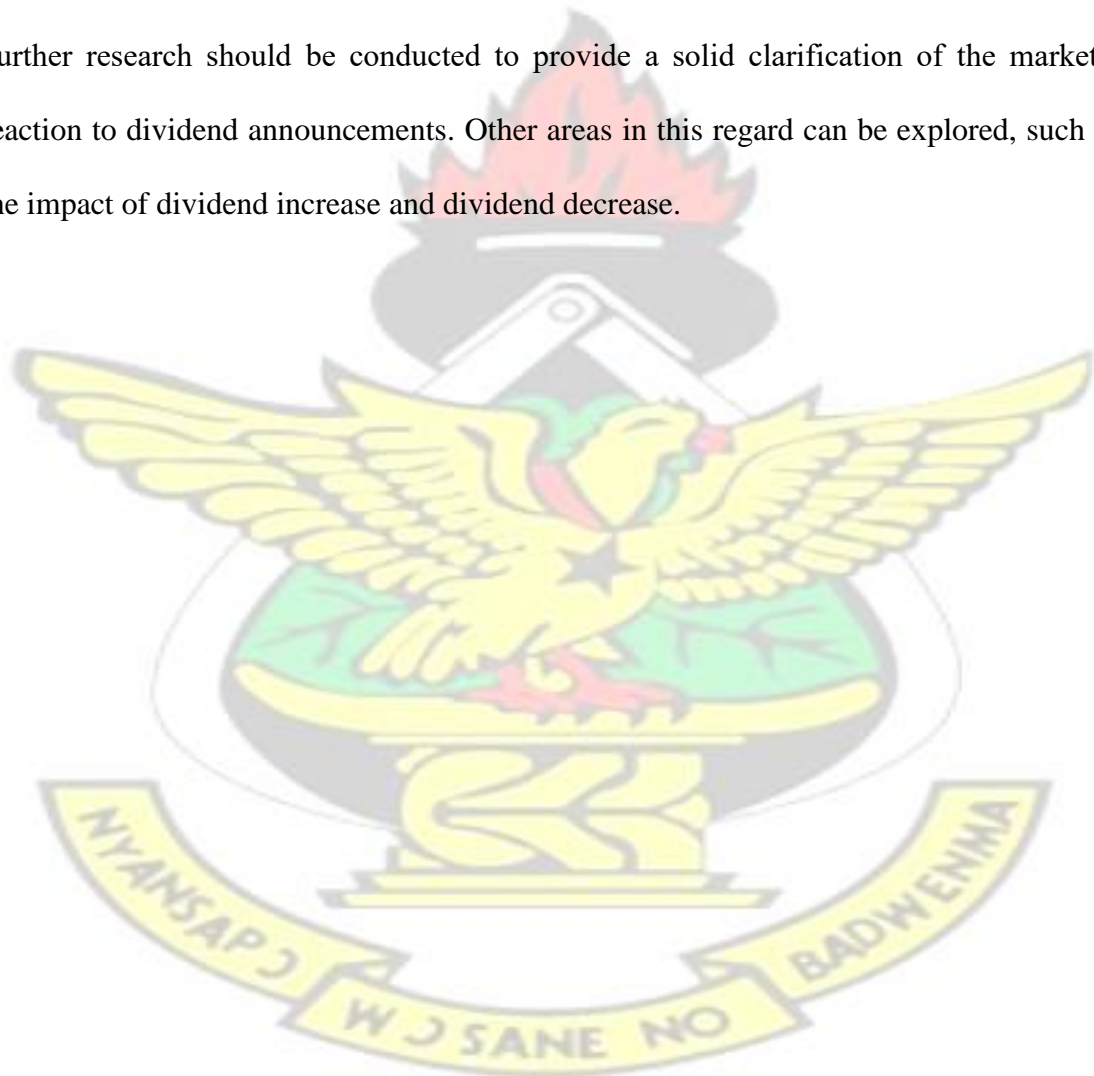 urther research should be conducted to provide a solid clarification of the market
eaction to dividend announcements. Other areas in this regard can be explored, such
he impact of dividend increase and dividend decrease.
NYANSAPƆ
WƆSANE NO
BADWENMA